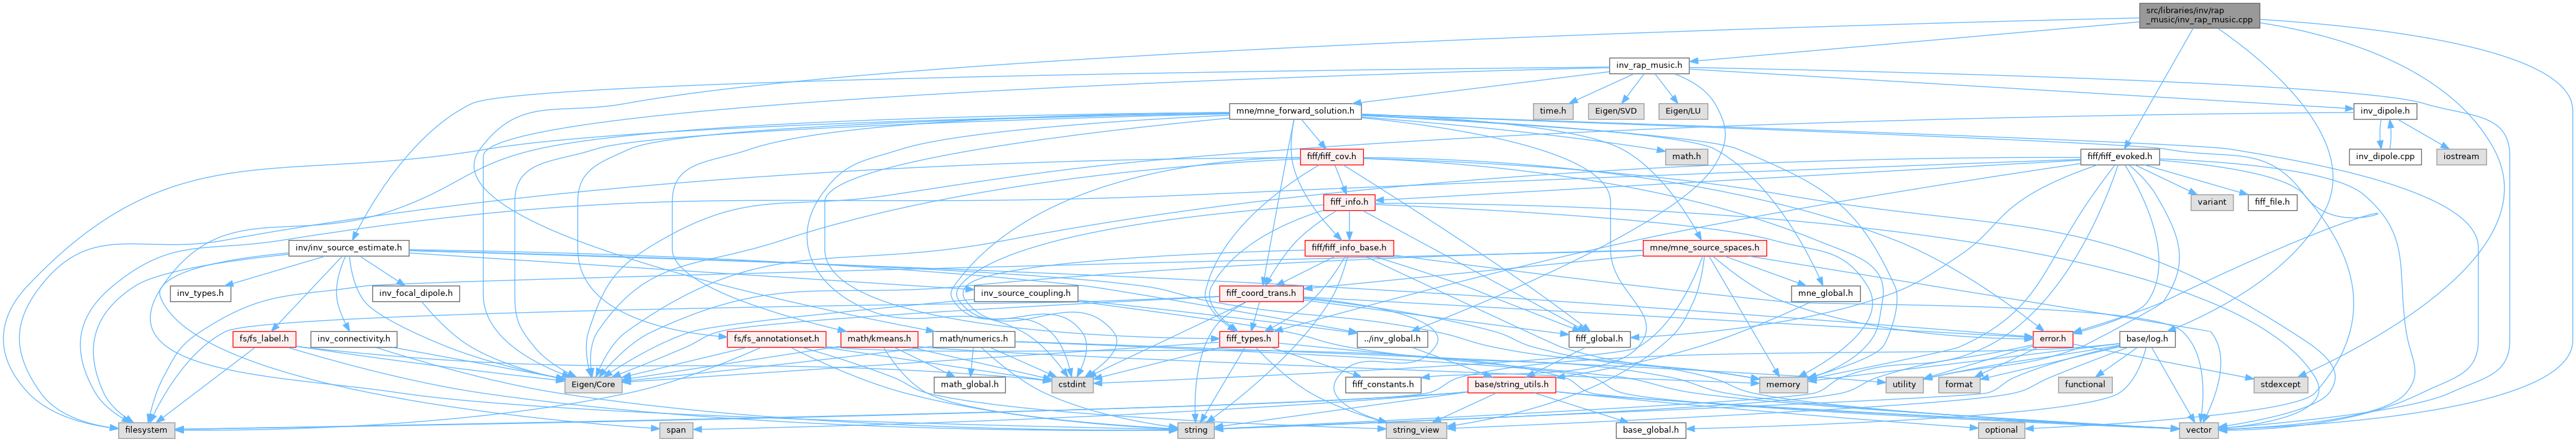 src/libraries/inv/rap
_music/inv_rap_music.cpp
inv_rap_music.h
mne/mne_forward_solution.h
time.h
Eigen/SVD
Eigen/LU
inv_dipole.h
fiff/fiff_cov.h
math.h
fiff/fiff_evoked.h
inv_dipole.cpp
iostream
fiff_info.h
variant
fiff_file.h
inv/inv_source_estimate.h
fiff/fiff_info_base.h
mne/mne_source_spaces.h
inv_types.h
inv_focal_dipole.h
inv_source_coupling.h
fiff_coord_trans.h
mne_global.h
fs/fs_label.h
inv_connectivity.h
fs/fs_annotationset.h
math/kmeans.h
math/numerics.h
fiff_types.h
../inv_global.h
fiff_global.h
error.h
base/log.h
Eigen/Core
math_global.h
cstdint
fiff_constants.h
base/string_utils.h
memory
utility
format
functional
stdexcept
filesystem
span
string
string_view
base_global.h
optional
vector